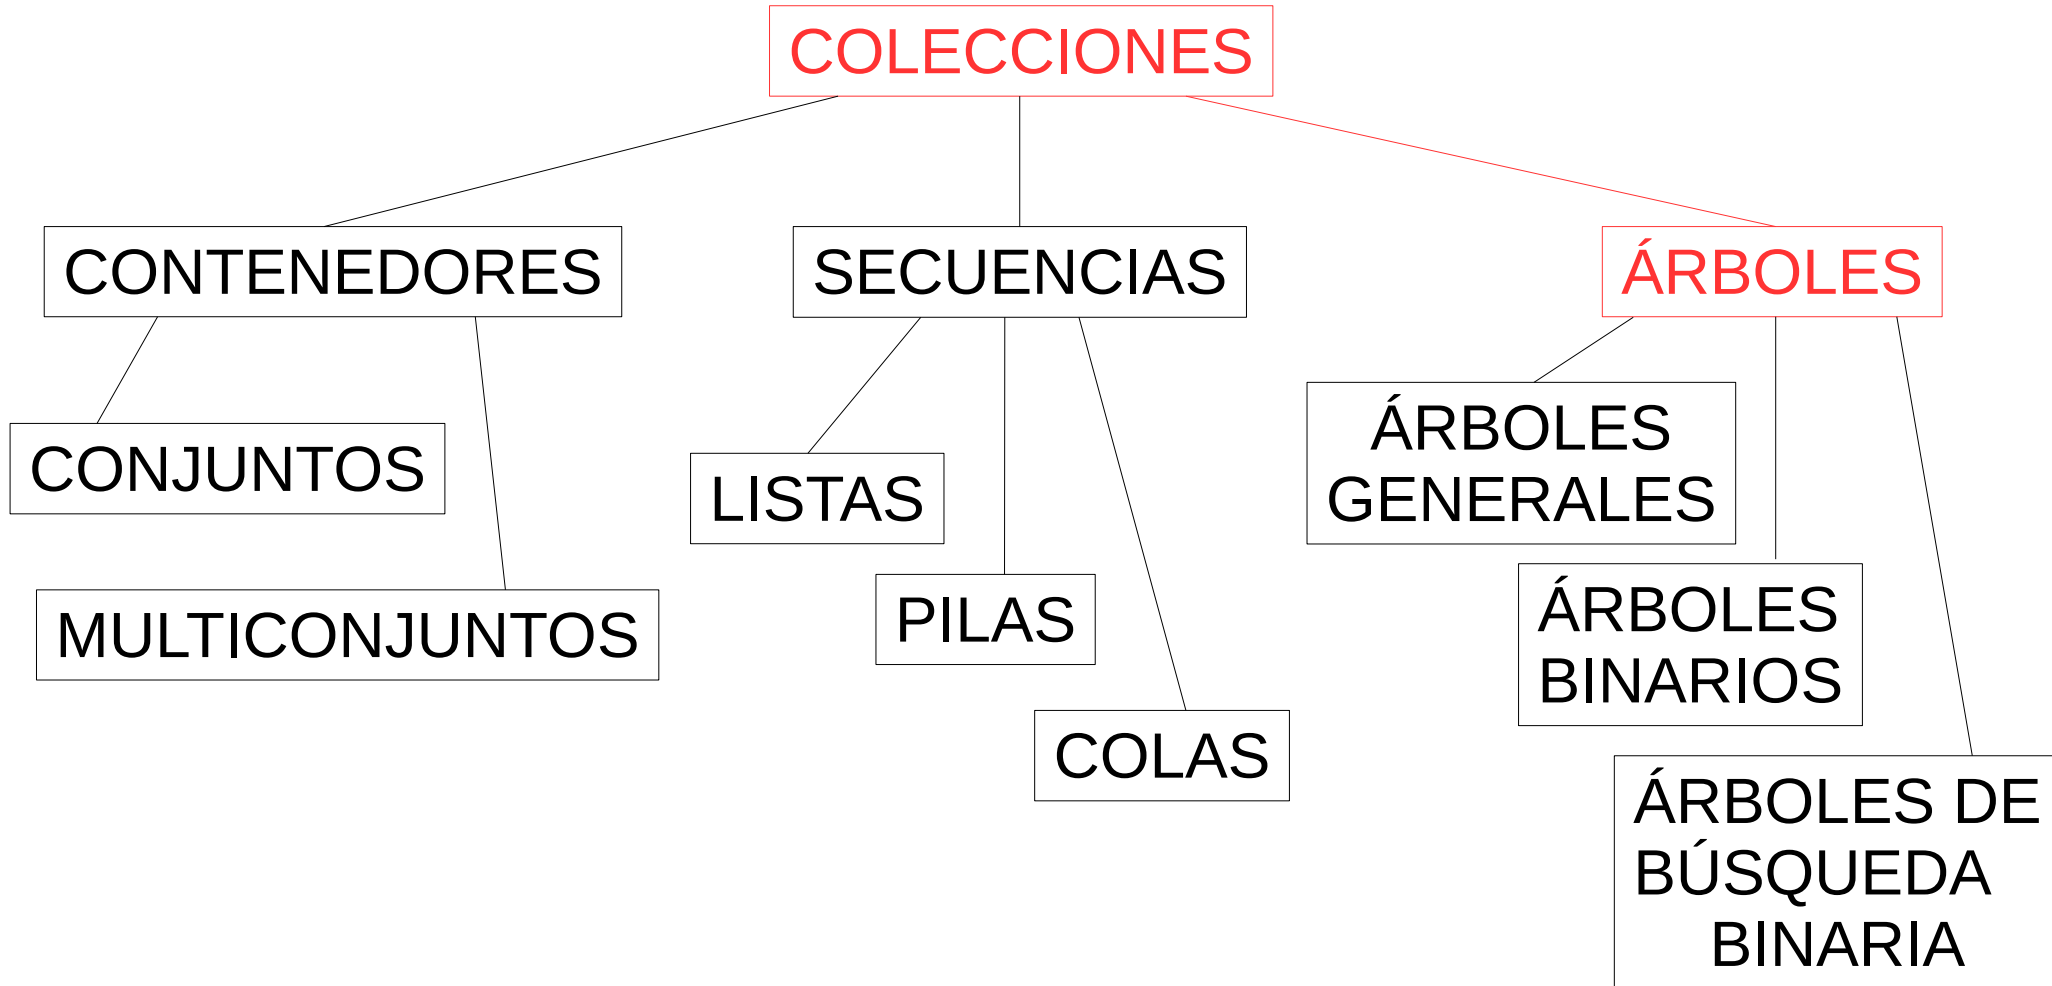 COLECCIONES
CONTENEDORES
SECUENCIAS
ÁRBOLES
CONJUNTOS
MULTICONJUNTOS
LISTAS
PILAS
COLAS
ÁRBOLES
GENERALES
ÁRBOLES
BINARIOS
ÁRBOLES DE
BÚSQUEDA
BINARIA